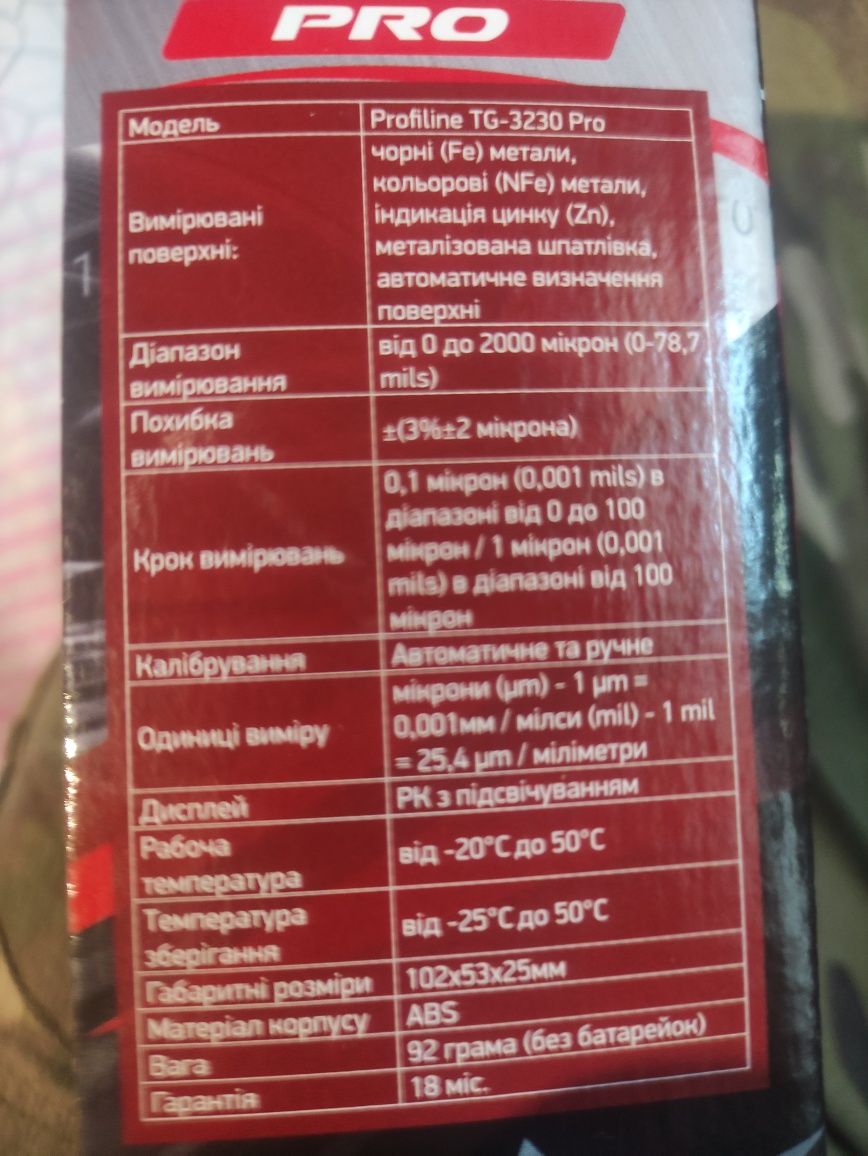 PRO
Модель
Profiline TG-3230 Pro
Вимірювані
поверхні:
чорні (Fe) метали,
кольорові (NFe) метали,
індикація цинку (Zn),
металізована шпатлівка,
автоматичне визначення
поверхні
Діапазон
вимірювання
від 0 до 2000 мікрон (0-78,7
mils)
Похибка
вимірювань
±(3%±2 мікрона)
Крок вимірювань
0,1 мікрон (0,001 mils) в
діапазоні від 0 до 100
мікрон / 1 мікрон (0,001
mils) в діапазоні від 100
мікрон
Калібрування
Автоматичне та ручне
Одиниці виміру
мікрони (µm) - 1 µm =
0,001мм / мілси (mil) - 1 mil
= 25,4 µm / міліметри
Дисплей
РК з підсвічуванням
Рабоча
температура
від -20°C до 50°C
Температура
зберігання
від -25°C до 50°C
Габаритні розміри
102х53х25мм
Матеріал корпусу
ABS
Вага
92 грама (без батарейок)
Гарантія
18 міс.